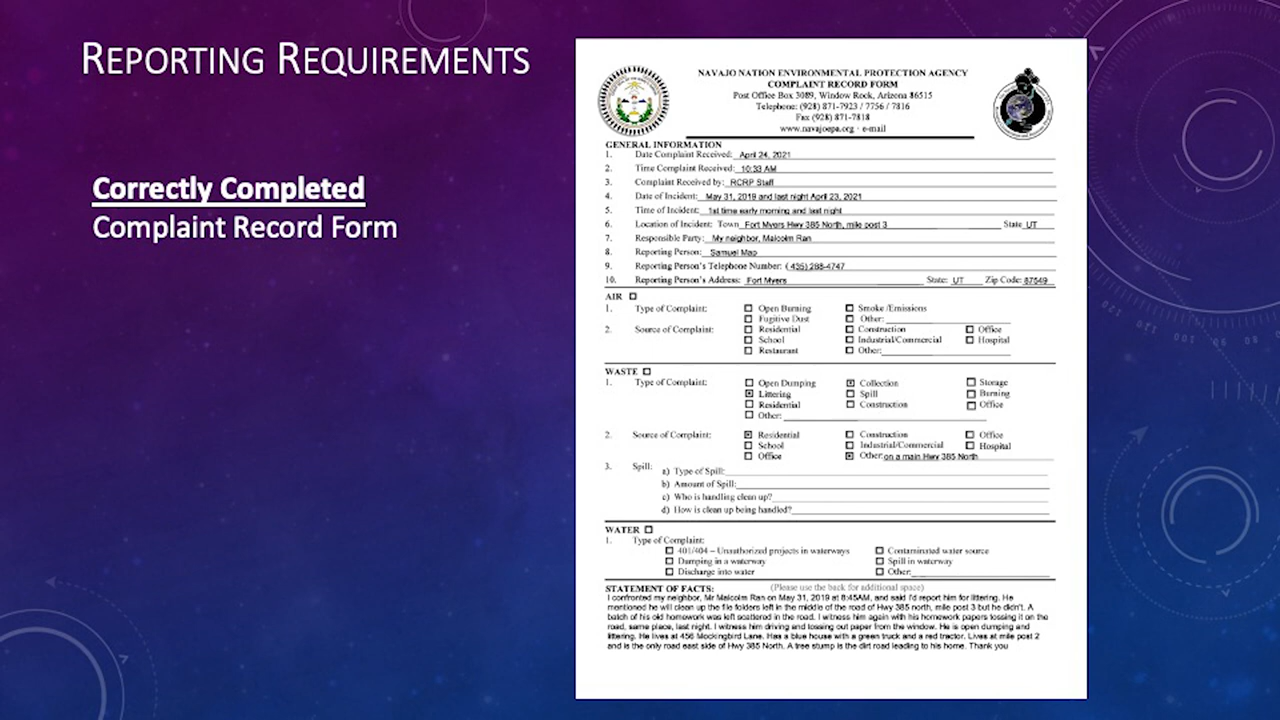 REPORTING REQUIREMENTS
Correctly Completed
Complaint Record Form
NAVAJO NATION ENVIRONMENTAL PROTECTION AGENCY
COMPLAINT RECORD FORM
Post Office Box 3089, Window Rock, Arizona 86515
Telephone: (928) 871-7923 / 7756 / 7816
Fax (928) 871-7818
www.navajoepa.org · e-mail
GENERAL INFORMATION
1. Date Complaint Received: April 24, 2021
2. Time Complaint Received: 10:33 AM
3. Complaint Received by: RCRP Staff
4. Date of Incident: May 31, 2019 and last night April 23, 2021
5. Time of Incident: 1st time early morning and last night
6. Location of Incident: Town Fort Myers Hwy 385 North, mile post 3 State UT
7. Responsible Party: My neighbor, Malcolm Ran
8. Reporting Person: Samuel Map
9. Reporting Person's Telephone Number: (435) 288-4747
10. Reporting Person's Address: Fort Myers State: UT Zip Code: 87549
AIR
1. Type of Complaint: Open Burning Smoke /Emissions
Fugitive Dust Other:
2. Source of Complaint: Residential Construction Office
School Industrial/Commercial Hospital
Restaurant Other:
WASTE
1. Type of Complaint: Open Dumping Collection Storage
Littering Spill Burning
Residential Construction Office
Other:
2. Source of Complaint: Residential Construction Office
School Industrial/Commercial Hospital
Office Other: on a main Hwy 385 North
3. Spill: a) Type of Spill:
b) Amount of Spill:
c) Who is handling clean up?
d) How is clean up being handled?
WATER
1. Type of Complaint:
401/404 – Unauthorized projects in waterways Contaminated water source
Dumping in a waterway Spill in waterway
Discharge into water Other:
STATEMENT OF FACTS: (Please use the back for additional space)
I confronted my neighbor, Mr Malcolm Ran on May 31, 2019 at 8:45AM, and said I'd report him for littering. He
mentioned he will clean up the file folders left in the middle of the road of Hwy 385 north, mile post 3 but he didn't. A
batch of his old homework was left scattered in the road. I witness him again with his homework papers tossing it on the
road, same place, last night. I witness him driving and tossing out paper from the window. He is open dumping and
littering. He lives at 456 Mockingbird Lane. Has a blue house with a green truck and a red tractor. Lives at mile post 2
and is the only road east side of Hwy 385 North. A tree stump is the dirt road leading to his home. Thank you